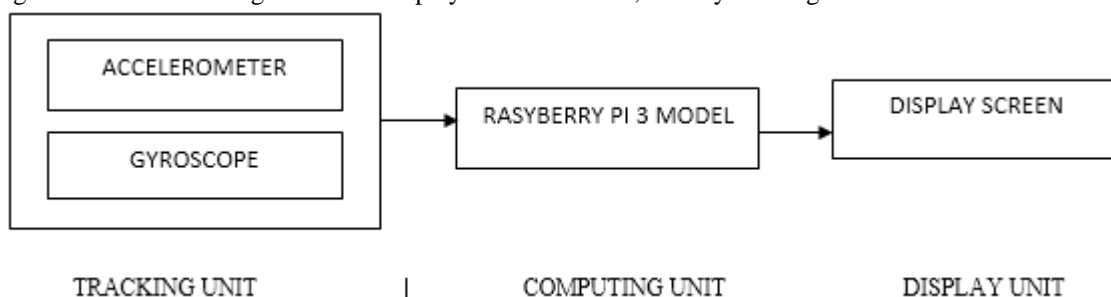 ACCELEROMETER
GYROSCOPE
RASYBERRY PI 3 MODEL
DISPLAY SCREEN
TRACKING UNIT | COMPUTING UNIT DISPLAY UNIT